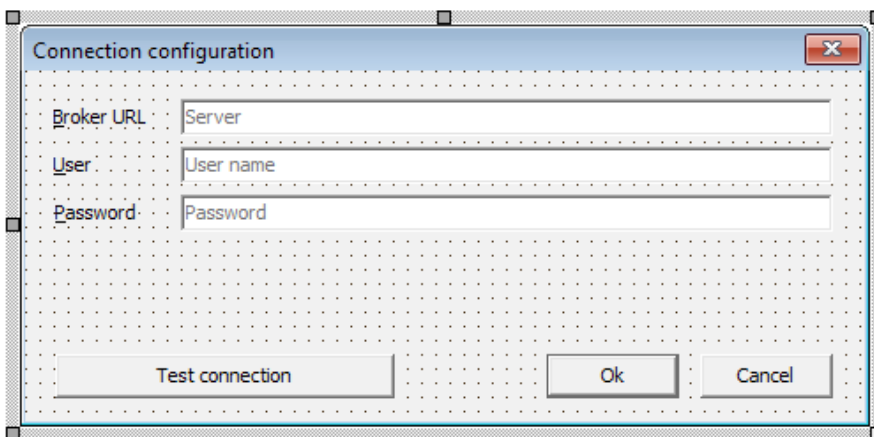 Connection configuration
Broker URL Server
User User name
Password Password
Test connection Ok Cancel